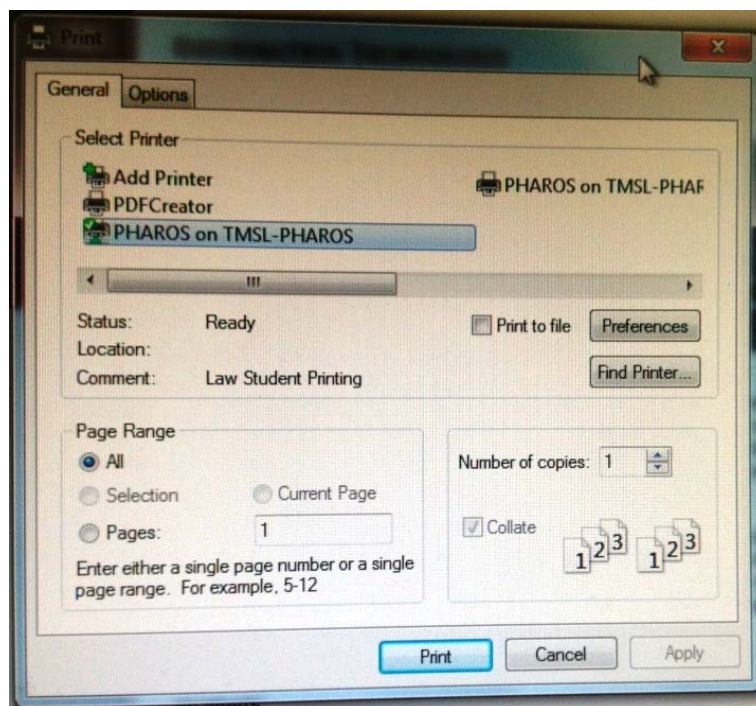 Print
General
Options
Select Printer
Add Printer
PDFCreator
PHAROS on TMSL-PHAROS
PHAROS on TMSL-PHAR
Status: Ready
Location:
Comment: Law Student Printing
Print to file
Preferences
Find Printer...
Page Range
All
Selection
Current Page
Pages: 1
Enter either a single page number or a single
page range. For example, 5-12
Number of copies: 1
Collate
1 2 3 1 2 3
Print
Cancel
Apply